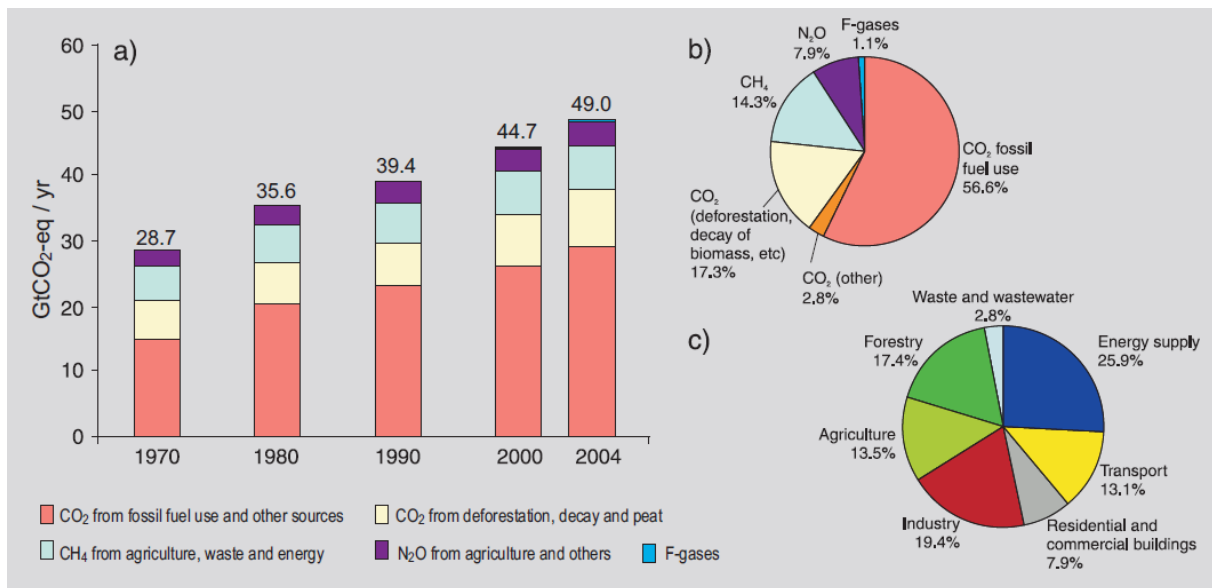 a)
GtCO₂-eq / yr
60
50
40
30
20
10
0
28.7
35.6
39.4
44.7
49.0
1970
1980
1990
2000
2004
CO₂ from fossil fuel use and other sources
CO₂ from deforestation, decay and peat
CH₄ from agriculture, waste and energy
N₂O from agriculture and others
F-gases
b)
F-gases
1.1%
N₂O
7.9%
CH₄
14.3%
CO₂ fossil
fuel use
56.6%
CO₂
(deforestation,
decay of
biomass, etc)
17.3%
CO₂ (other)
2.8%
c)
Waste and wastewater
2.8%
Forestry
17.4%
Energy supply
25.9%
Agriculture
13.5%
Transport
13.1%
Industry
19.4%
Residential and
commercial buildings
7.9%